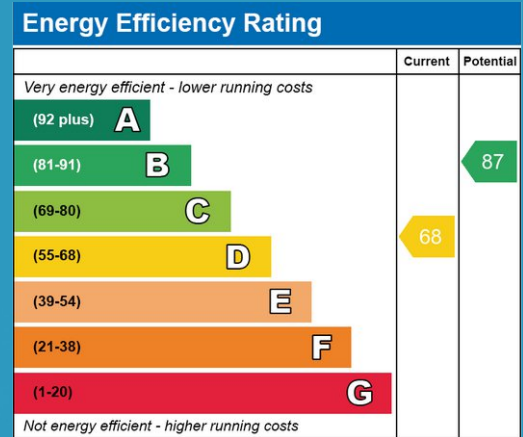 Energy Efficiency Rating
Current Potential
Very energy efficient - lower running costs
(92 plus) A
(81-91) B
87
(69-80) C
68
(55-68) D
(39-54) E
(21-38) F
(1-20) G
Not energy efficient - higher running costs